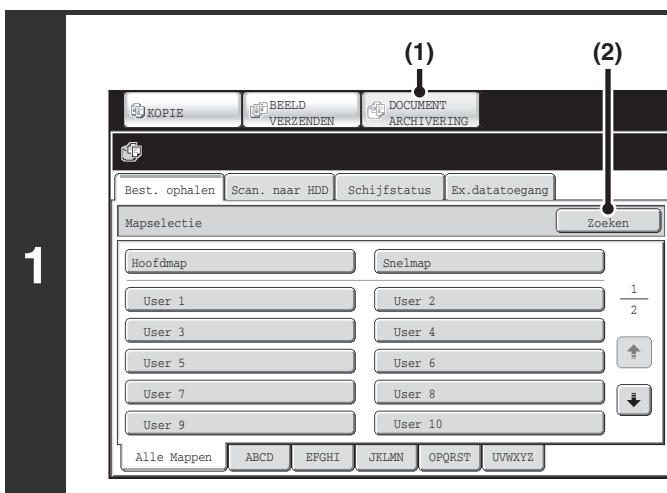 (1) (2)
KOPIE
BEELD
VERZENDEN
DOCUMENT
ARCHIVERING
Best. ophalen Scan. naar HDD Schijfstatus Ex.datatoegang
Mapselectie Zoeken
1
Hoofdmap Snelmap
1
2
User 1 User 2
User 3 User 4
User 5 User 6
User 7 User 8
User 9 User 10
Alle Mappen ABCD EFGHI JKLMN OPQRST UVWXYZ